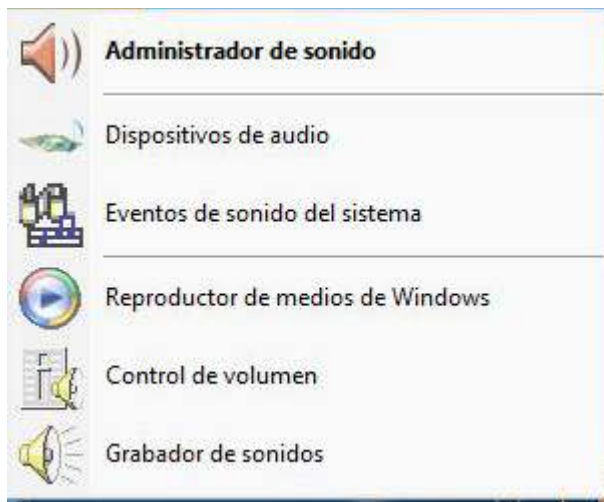 Administrador de sonido
Dispositivos de audio
Eventos de sonido del sistema
Reproductor de medios de Windows
Control de volumen
Grabador de sonidos